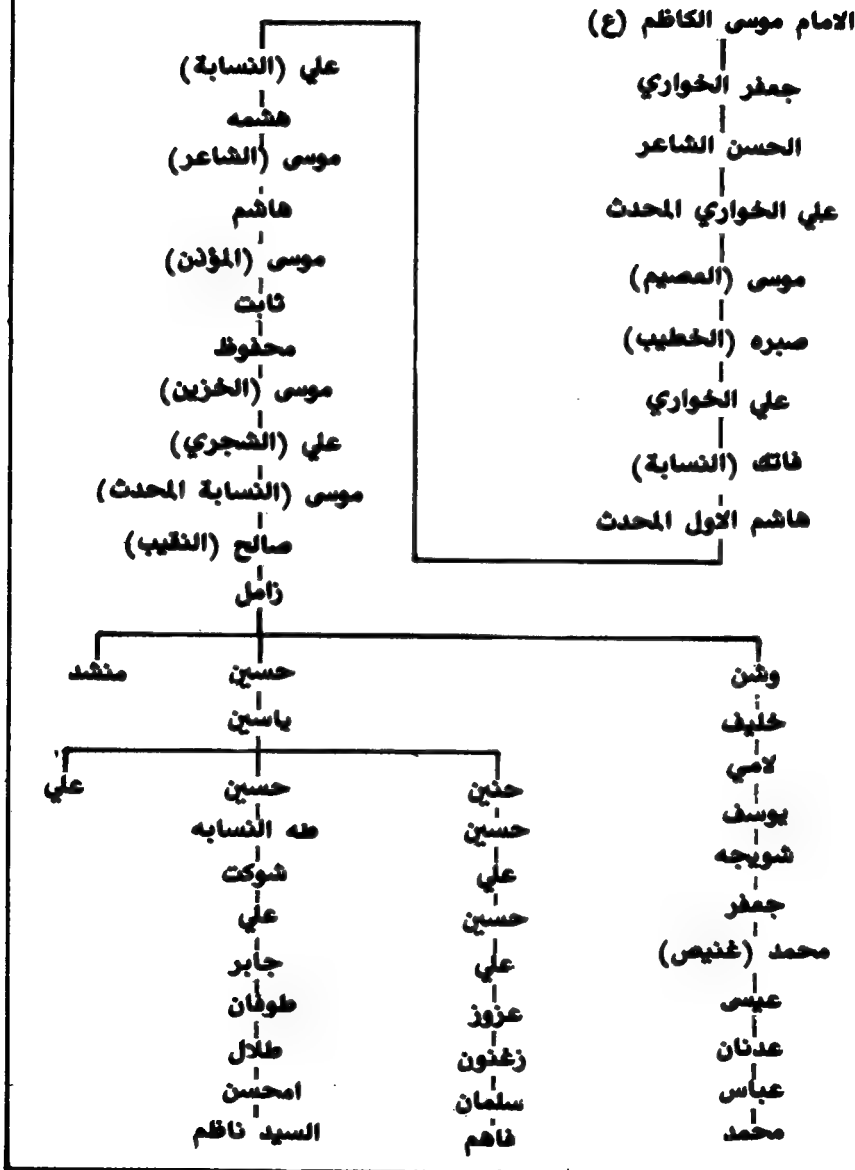 الامام موسى الكاظم (ع)
جعفر الخواري
الحسن الشاعر
علي الخواري المحدث
موسى (العصيم)
صبره (الخطيب)
علي الخواري
فاتك (النسابة)
هاشم الاول المحدث
علي (النسابة)
هشمه
موسى (الشاعر)
هاشم
موسى (المؤذن)
ثابت
محفوظ
موسى (الخزين)
علي (الشجري)
موسى (النسابة المحدث)
صالح (النقيب)
زامل
وشن
خليف
لامي
يوسف
شويجه
جعفر
محمد (غنيص)
عيسى
عدنان
عباس
محمد
حسين
ياسين
حنين
حسين
علي
حسين
علي
عزوز
زغنون
سلمان
فاهم
حسين
طه النسابه
شوكت
علي
جابر
طوفان
طلال
امحسن
السيد ناظم
علي
منشد